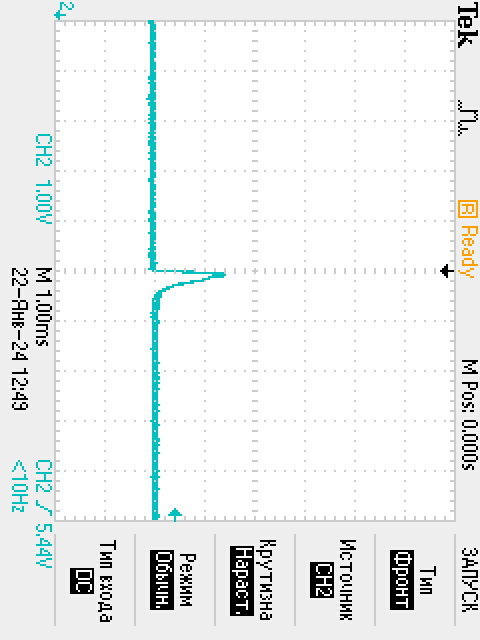 Tek
R Ready
M Pos: 0.000s
ЗАПУСК
Тип
Фронт
Источник
CH2
Крутизна
Нараст
Режим
Обычн.
Тип входа
DC
2
CH2 1.00V
M 1.00ms
CH2 / 5.44V
22-Янв-24 12:49
<10Hz